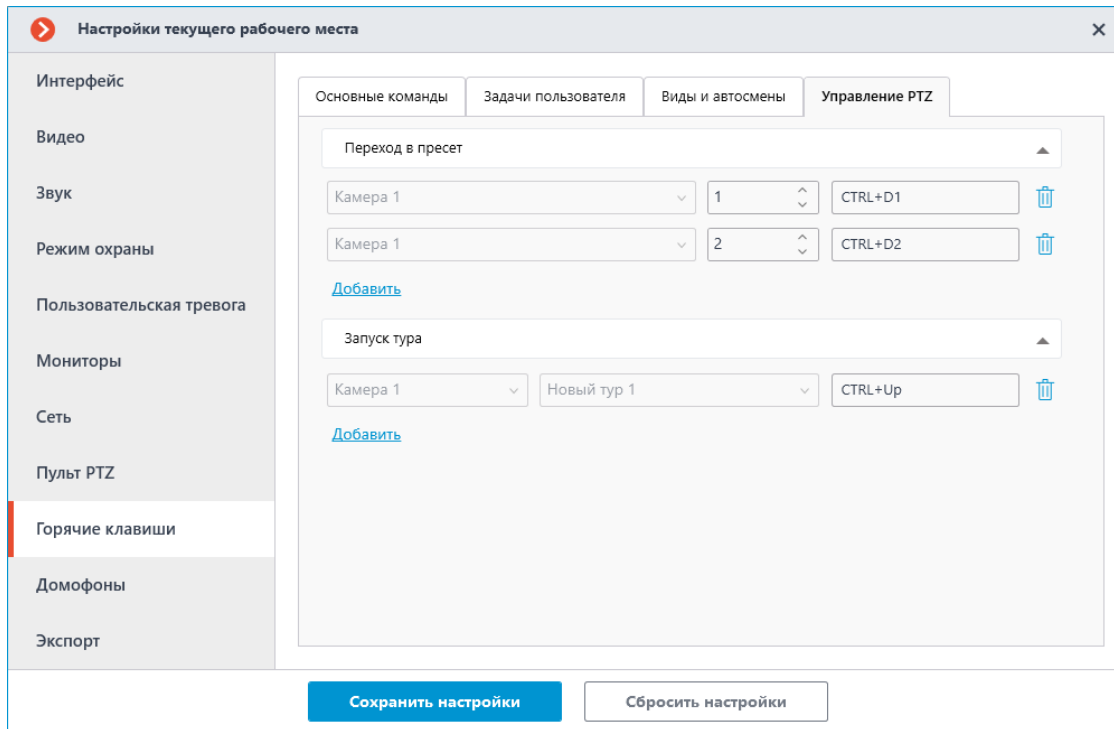 Настройки текущего рабочего места
Интерфейс
Видео
Звук
Режим охраны
Пользовательская тревога
Мониторы
Сеть
Пульт PTZ
Горячие клавиши
Домофоны
Экспорт
Основные команды
Задачи пользователя
Виды и автосмены
Управление PTZ
Переход в пресет
Камера 1 1 CTRL+D1
Камера 1 2 CTRL+D2
Добавить
Запуск тура
Камера 1 Новый тур 1 CTRL+Up
Добавить
Сохранить настройки
Сбросить настройки